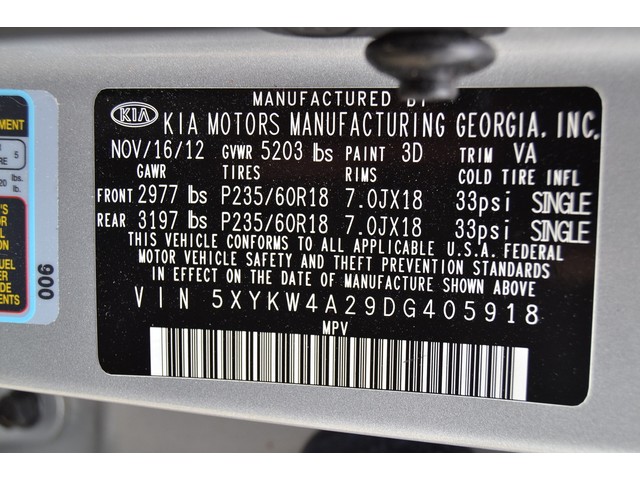 MANUFACTURED BY
KIA KIA MOTORS MANUFACTURING GEORGIA, INC.
NOV/16/12 GVWR 5203 lbs PAINT 3D TRIM VA
GAWR TIRES RIMS COLD TIRE INFL
FRONT 2977 lbs P235/60R18 7.0JX18 33psi SINGLE
REAR 3197 lbs P235/60R18 7.0JX18 33psi SINGLE
THIS VEHICLE CONFORMS TO ALL APPLICABLE U.S.A. FEDERAL
MOTOR VEHICLE SAFETY AND THEFT PREVENTION STANDARDS
IN EFFECT ON THE DATE OF MANUFACTURE SHOWN ABOVE
VIN 5XYKW4A29DG405918
MPV
006
5
lbs.